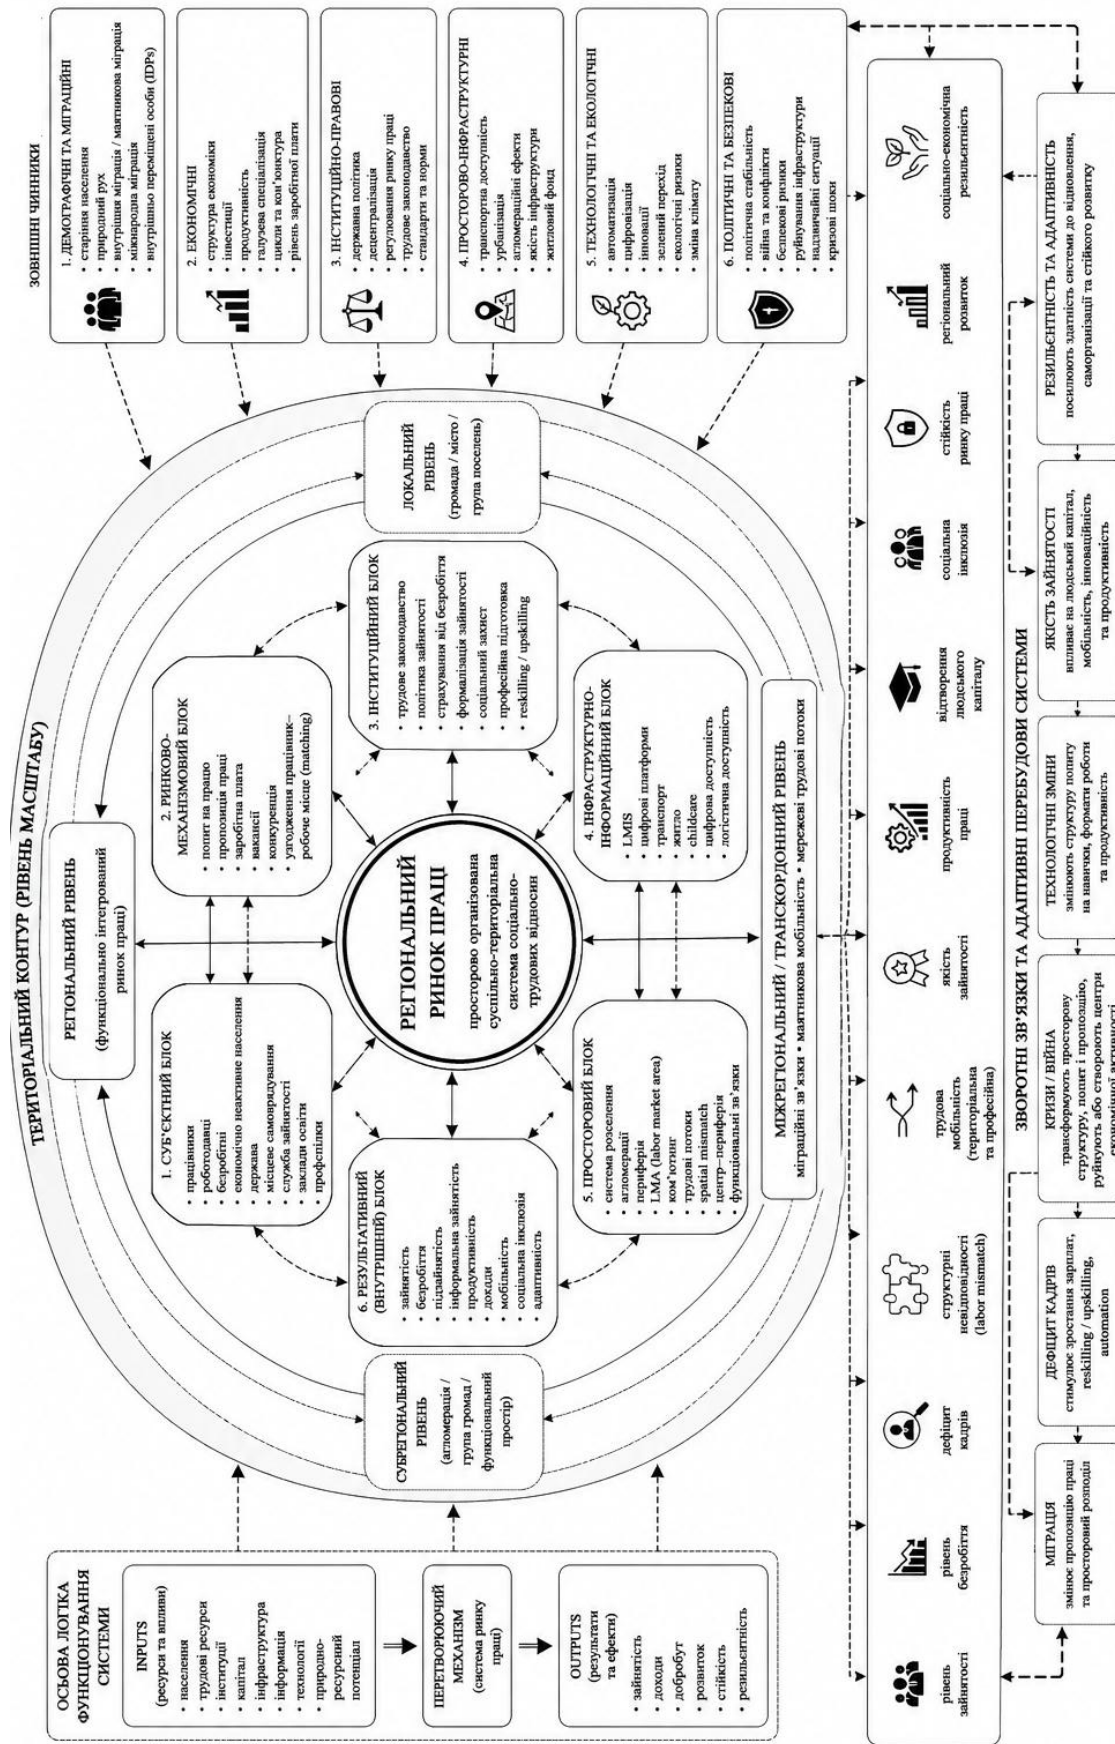 ОСЬОВА ЛОГІКА
ФУНКЦІОНУВАННЯ
СИСТЕМИ
INPUTS
(ресурси та впливи)
• населення
• трудові ресурси
• інституції
• капітал
• інфраструктура
• інформація
• технології
• природно-
ресурсний
потенціал
ПЕРЕТВОРЮЮЧИЙ
МЕХАНІЗМ
(система ринку
праці)
OUTPUTS
(результати
та ефекти)
• зайнятість
• доходи
• добробут
• розвиток
• стійкість
• резильєнтність
ТЕРИТОРІАЛЬНИЙ КОНТУР (РІВЕНЬ МАСШТАБУ)
РЕГІОНАЛЬНИЙ РІВЕНЬ
(функціонально інтегрований
ринок праці)
СУБРЕГІОНАЛЬНИЙ
РІВЕНЬ
(агломерація /
група громад /
функціональний
простір)
1. СУБ'ЄКТНИЙ БЛОК
• працівники
• роботодавці
• безробітні
• економічно неактивне населення
• держава
• місцеве самоврядування
• служба зайнятості
• заклади освіти
• профспілки
2. РИНКОВО-
МЕХАНІЗМОВИЙ БЛОК
• попит на працю
• пропозиція праці
• заробітна плата
• вакансії
• конкуренція
• узгодження працівник–
робоче місце (matching)
6. РЕЗУЛЬТАТИВНИЙ
(ВНУТРІШНІЙ) БЛОК
• зайнятість
• безробіття
• підзайнятість
• інформальна зайнятість
• продуктивність
• доходи
• мобільність
• соціальна інклюзія
• адаптивність
РЕГІОНАЛЬНИЙ
РИНОК ПРАЦІ
просторово організована
суспільно-територіальна
система соціально-
трудових відносин
3. ІНСТИТУЦІЙНИЙ БЛОК
• трудове законодавство
• політика зайнятості
• страхування від безробіття
• формалізація зайнятості
• соціальний захист
• професійна підготовка
• reskilling / upskilling
ЛОКАЛЬНИЙ
РІВЕНЬ
(громада / місто /
група поселень)
5. ПРОСТОРОВИЙ БЛОК
• система розселення
• агломерації
• периферія
• LMA (labor market area)
• ком'ютинг
• трудові потоки
• spatial mismatch
• центр–периферія
• функціональні зв'язки
4. ІНФРАСТРУКТУРНО-
ІНФОРМАЦІЙНИЙ БЛОК
• LMIS
• цифрові платформи
• транспорт
• житло
• childcare
• цифрова доступність
• логістична доступність
МІЖРЕГІОНАЛЬНИЙ / ТРАНСКОРДОННИЙ РІВЕНЬ
міграційні зв'язки • маятникова мобільність • мережеві трудові потоки
ЗОВНІШНІ ЧИННИКИ
1. ДЕМОГРАФІЧНІ ТА МІГРАЦІЙНІ
• старіння населення
• природний рух
• внутрішня міграція / маятникова міграція
• міжнародна міграція
• внутрішньо переміщені особи (IDPs)
2. ЕКОНОМІЧНІ
• структура економіки
• інвестиції
• продуктивність
• галузева спеціалізація
• цикли та кон'юнктура
• рівень заробітної плати
3. ІНСТИТУЦІЙНО-ПРАВОВІ
• державна політика
• децентралізація
• регулювання ринку праці
• трудове законодавство
• стандарти та норми
4. ПРОСТОРОВО-ІНФРАСТРУКТУРНІ
• транспортна доступність
• урбанізація
• агломераційні ефекти
• якість інфраструктури
• житловий фонд
5. ТЕХНОЛОГІЧНІ ТА ЕКОЛОГІЧНІ
• автоматизація
• цифровізація
• інновації
• зелений перехід
• екологічні ризики
• зміна клімату
6. ПОЛІТИЧНІ ТА БЕЗПЕКОВІ
• політична стабільність
• війна та конфлікти
• безпекові ризики
• руйнування інфраструктури
• надзвичайні ситуації
• кризові шоки
рівень
зайнятості
рівень
безробіття
дефіцит
кадрів
структурні
невідповідності
(labor mismatch)
трудова
мобільність
(територіальна
та професійна)
якість
зайнятості
продуктивність
праці
відтворення
людського
капіталу
соціальна
інклюзія
стійкість
ринку праці
регіональний
розвиток
соціально-економічна
резильєнтність
ЗВОРОТНІ ЗВ'ЯЗКИ ТА АДАПТИВНІ ПЕРЕБУДОВИ СИСТЕМИ
МІГРАЦІЯ
змінює пропозицію праці
та просторовий розподіл
ДЕФІЦИТ КАДРІВ
стимулює зростання зарплат,
reskilling / upskilling,
automation
КРИЗИ / ВІЙНА
трансформують просторову
структуру, попит і пропозицію,
руйнують або створюють центри
економічної активності
ТЕХНОЛОГІЧНІ ЗМІНИ
змінюють структуру попиту
на навички, формати роботи
та продуктивність
ЯКІСТЬ ЗАЙНЯТОСТІ
впливає на людський капітал,
мобільність, інноваційність
та продуктивність
РЕЗИЛЬЄНТНІСТЬ ТА АДАПТИВНІСТЬ
посилюють здатність системи до відновлення,
самоорганізації та стійкого розвитку